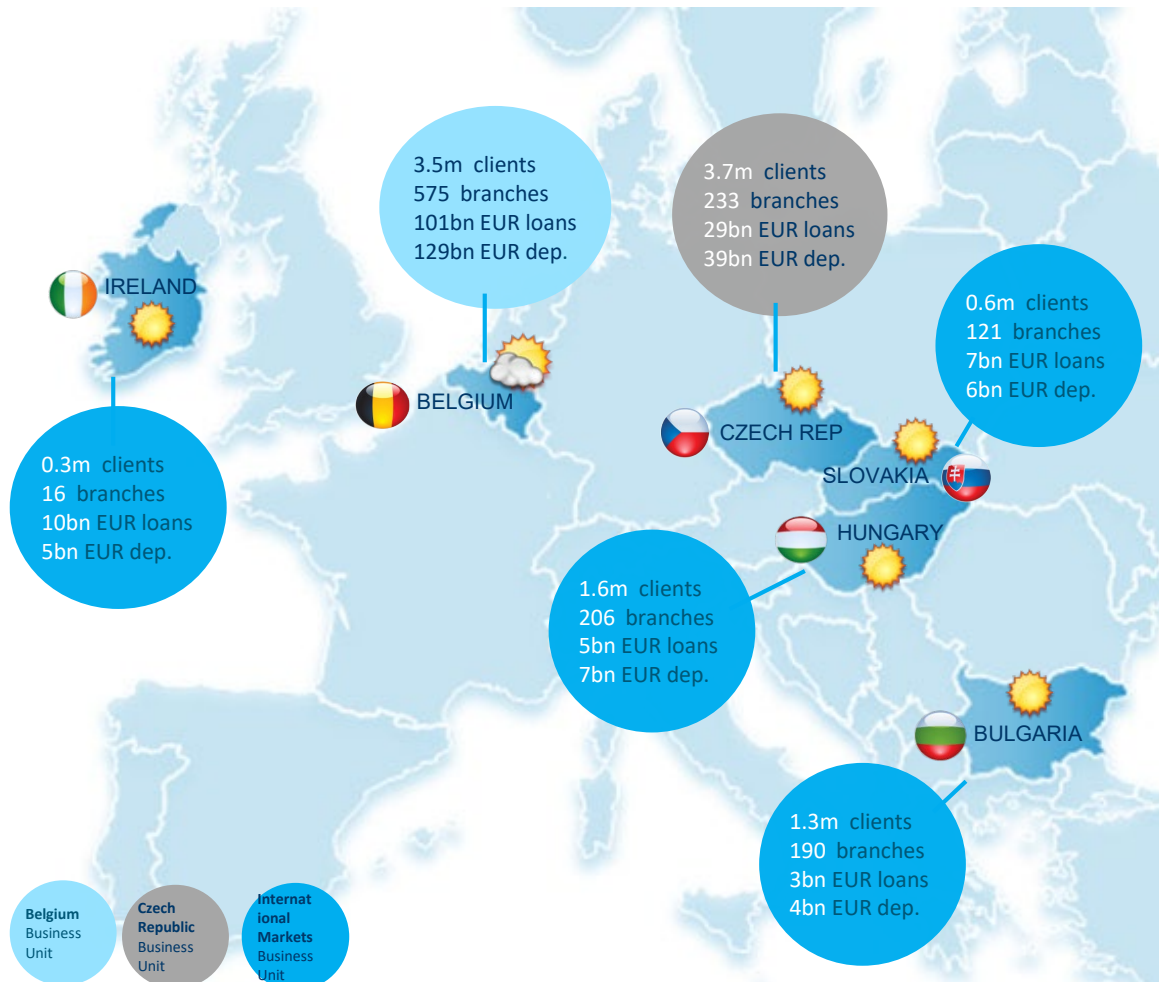 3.5m clients
575 branches
101bn EUR loans
129bn EUR dep.
3.7m clients
233 branches
29bn EUR loans
39bn EUR dep.
IRELAND
0.6m clients
121 branches
7bn EUR loans
6bn EUR dep.
BELGIUM
CZECH REP
SLOVAKIA
0.3m clients
16 branches
10bn EUR loans
5bn EUR dep.
HUNGARY
1.6m clients
206 branches
5bn EUR loans
7bn EUR dep.
BULGARIA
1.3m clients
190 branches
3bn EUR loans
4bn EUR dep.
Belgium
Business
Unit
Czech
Republic
Business
Unit
Internat
ional
Markets
Business
Unit